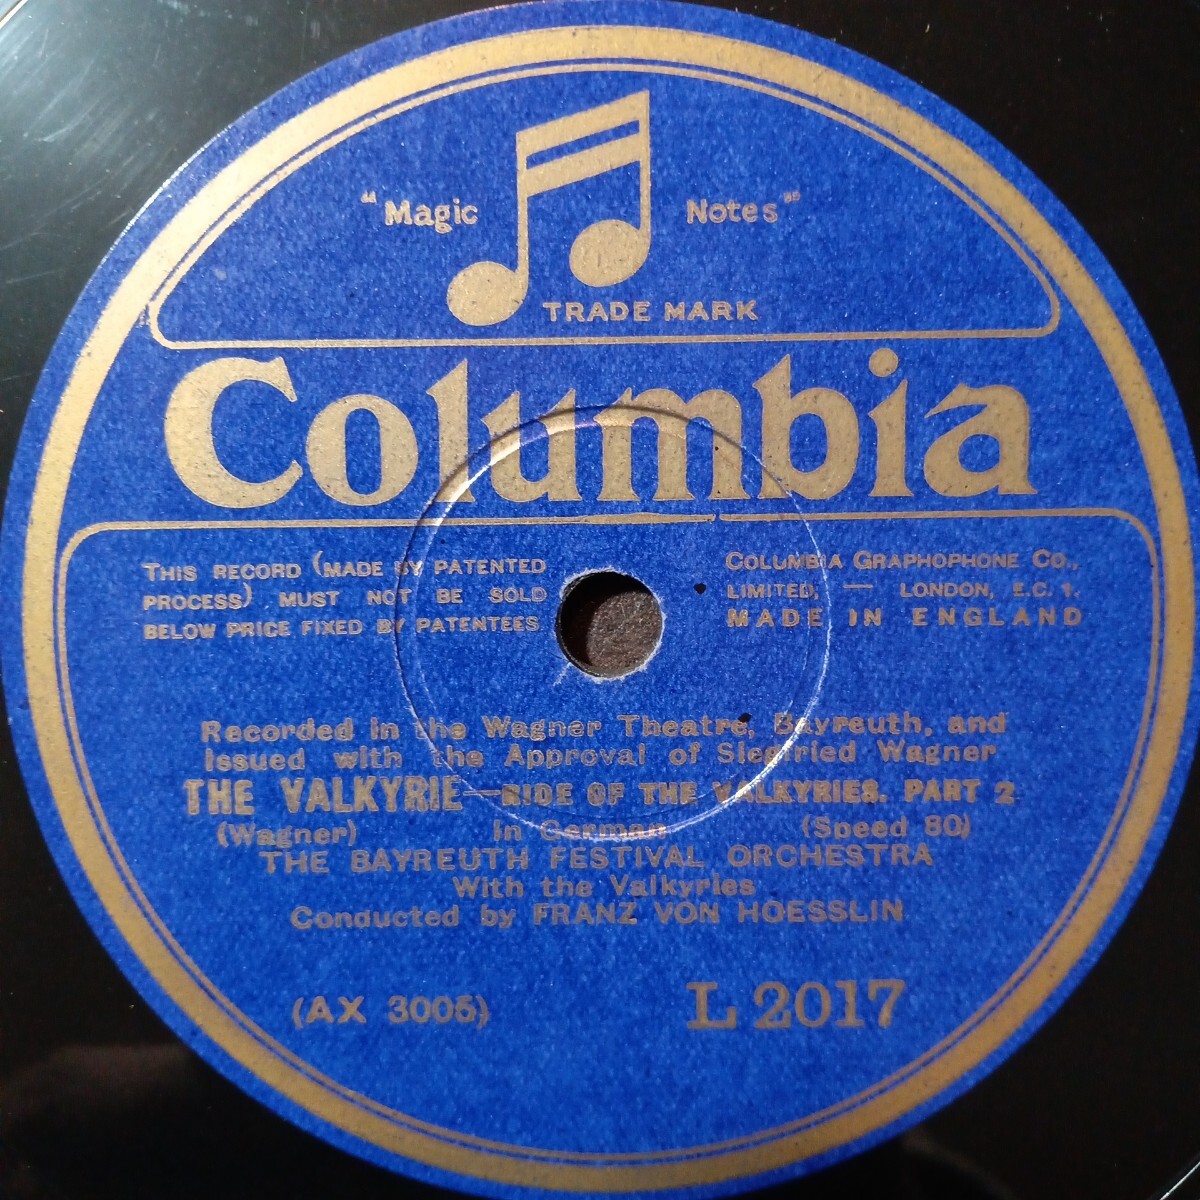 "Magic Notes"
TRADE MARK
Columbia
THIS RECORD (MADE BY PATENTED
PROCESS) MUST NOT BE SOLD
BELOW PRICE FIXED BY PATENTEES.
COLUMBIA GRAPHOPHONE CO.,
LIMITED, — LONDON, E.C. 1.
MADE IN ENGLAND
Recorded in the Wagner Theatre, Bayreuth, and
Issued with the Approval of Siegfried Wagner
THE VALKYRIE—RIDE OF THE VALKYRIES. PART 2
(Wagner) In German (Speed 80)
THE BAYREUTH FESTIVAL ORCHESTRA
With the Valkyries
Conducted by FRANZ VON HOESSLIN
(AX 3005) L 2017